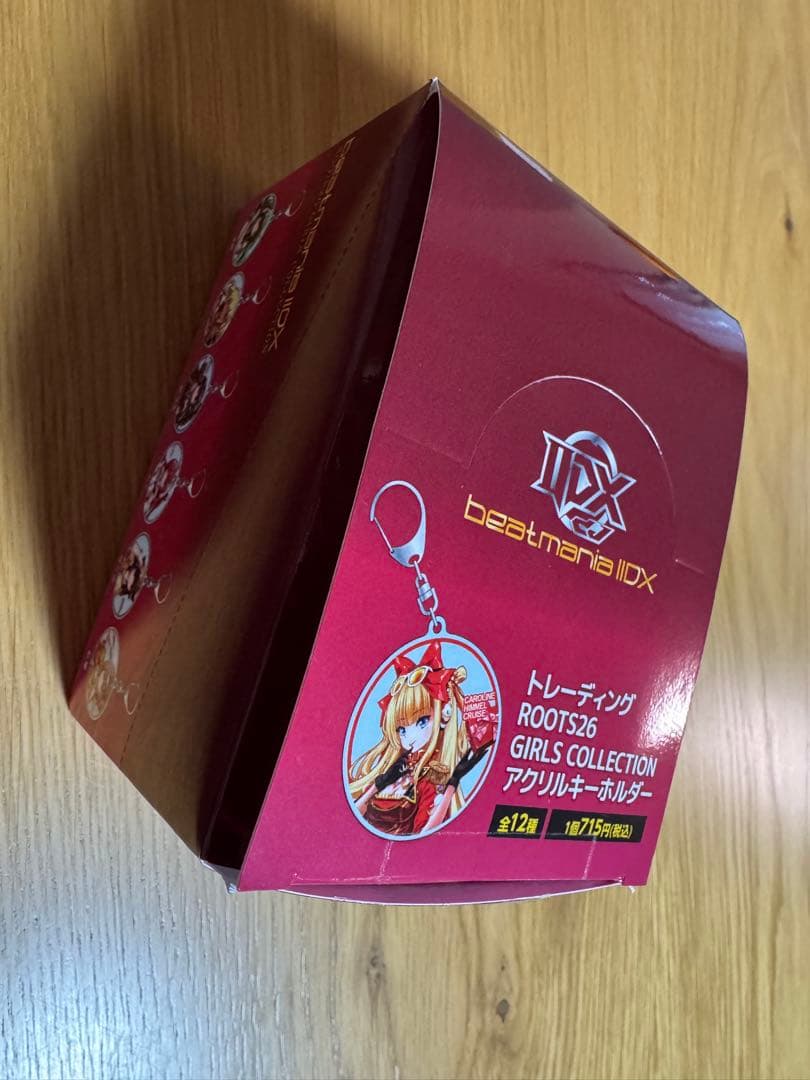 beatmania IIDX
IIDX
beatmania IIDX
CAROLINE
HIMMEL
CRUISE
トレーディング
ROOTS26
GIRLS COLLECTION
アクリルキーホルダー
全12種
1個715円(税込)